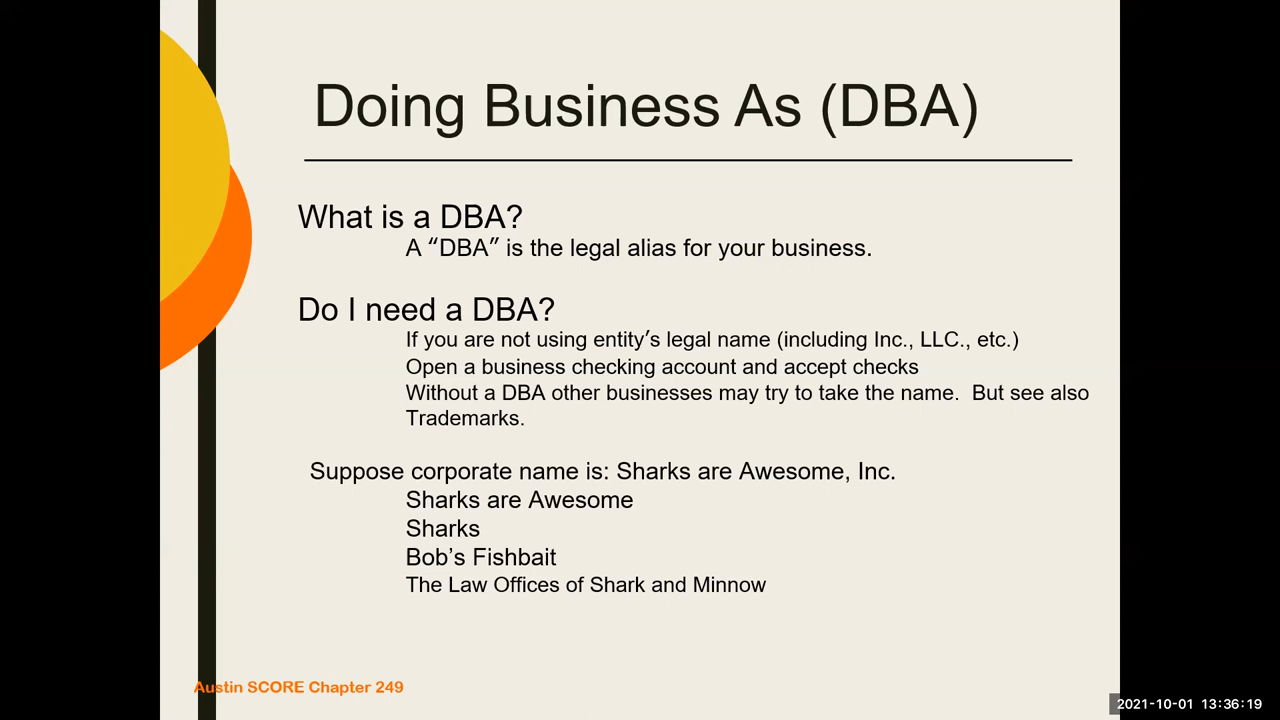 Doing Business As (DBA)
What is a DBA?
A “DBA” is the legal alias for your business.
Do I need a DBA?
If you are not using entity’s legal name (including Inc., LLC., etc.)
Open a business checking account and accept checks
Without a DBA other businesses may try to take the name.  But see also
Trademarks.
Suppose corporate name is: Sharks are Awesome, Inc.
Sharks are Awesome
Sharks
Bob’s Fishbait
The Law Offices of Shark and Minnow
Austin SCORE Chapter 249
2021-10-01 13:36:19